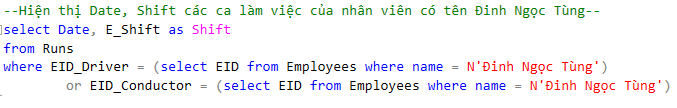 --Hiện thị Date, Shift các ca làm việc của nhân viên có tên Đinh Ngọc Tùng--
select Date, E_Shift as Shift
from Runs
where EID_Driver = (select EID from Employees where name = N'Đinh Ngọc Tùng')
or EID_Conductor = (select EID from Employees where name = N'Đinh Ngọc Tùng')